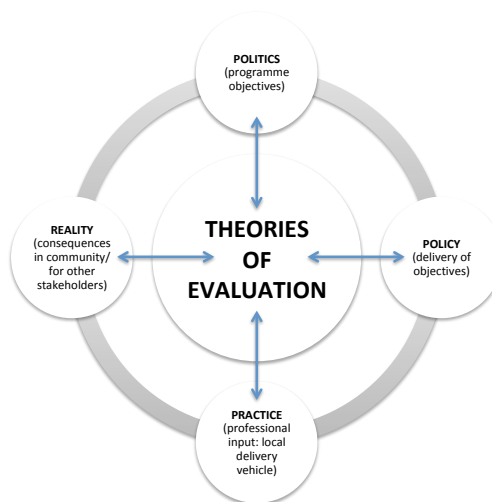 POLITICS
(programme
objectives)
REALITY
(consequences
in community/
for other
stakeholders)
THEORIES
OF
EVALUATION
POLICY
(delivery of
objectives)
PRACTICE
(professional
input: local
delivery
vehicle)